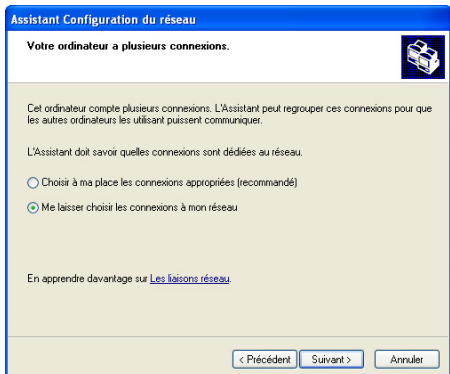 Assistant Configuration du réseau
Votre ordinateur a plusieurs connexions.
Cet ordinateur compte plusieurs connexions. L'Assistant peut regrouper ces connexions pour que
les autres ordinateurs les utilisant puissent communiquer.
L'Assistant doit savoir quelles connexions sont dédiées au réseau.
Choisir à ma place les connexions appropriées (recommandé)
Me laisser choisir les connexions à mon réseau
En apprendre davantage sur Les liaisons réseau.
< Précédent Suivant > Annuler